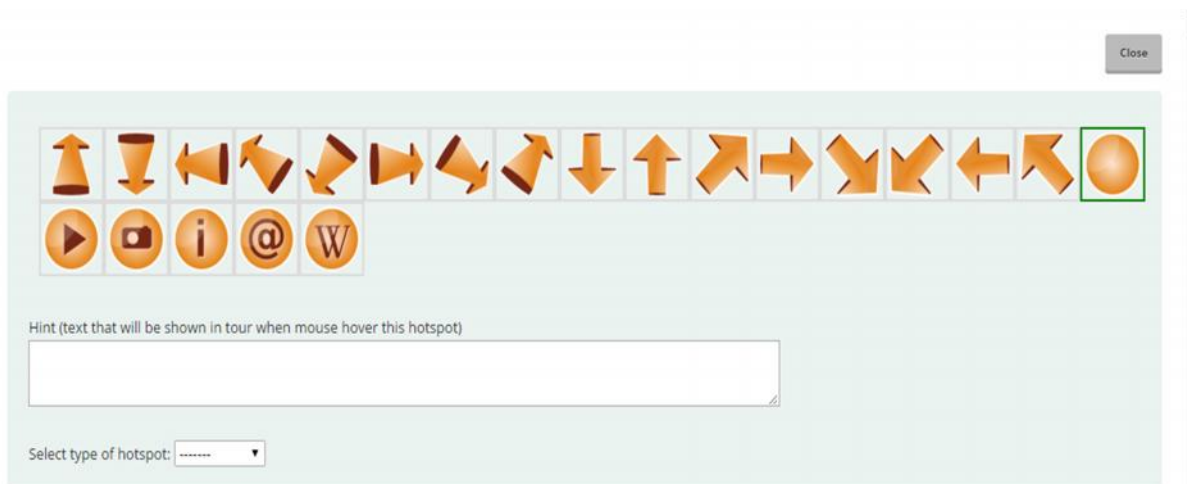 Close
i @ W
Hint (text that will be shown in tour when mouse hover this hotspot)
Select type of hotspot: -------